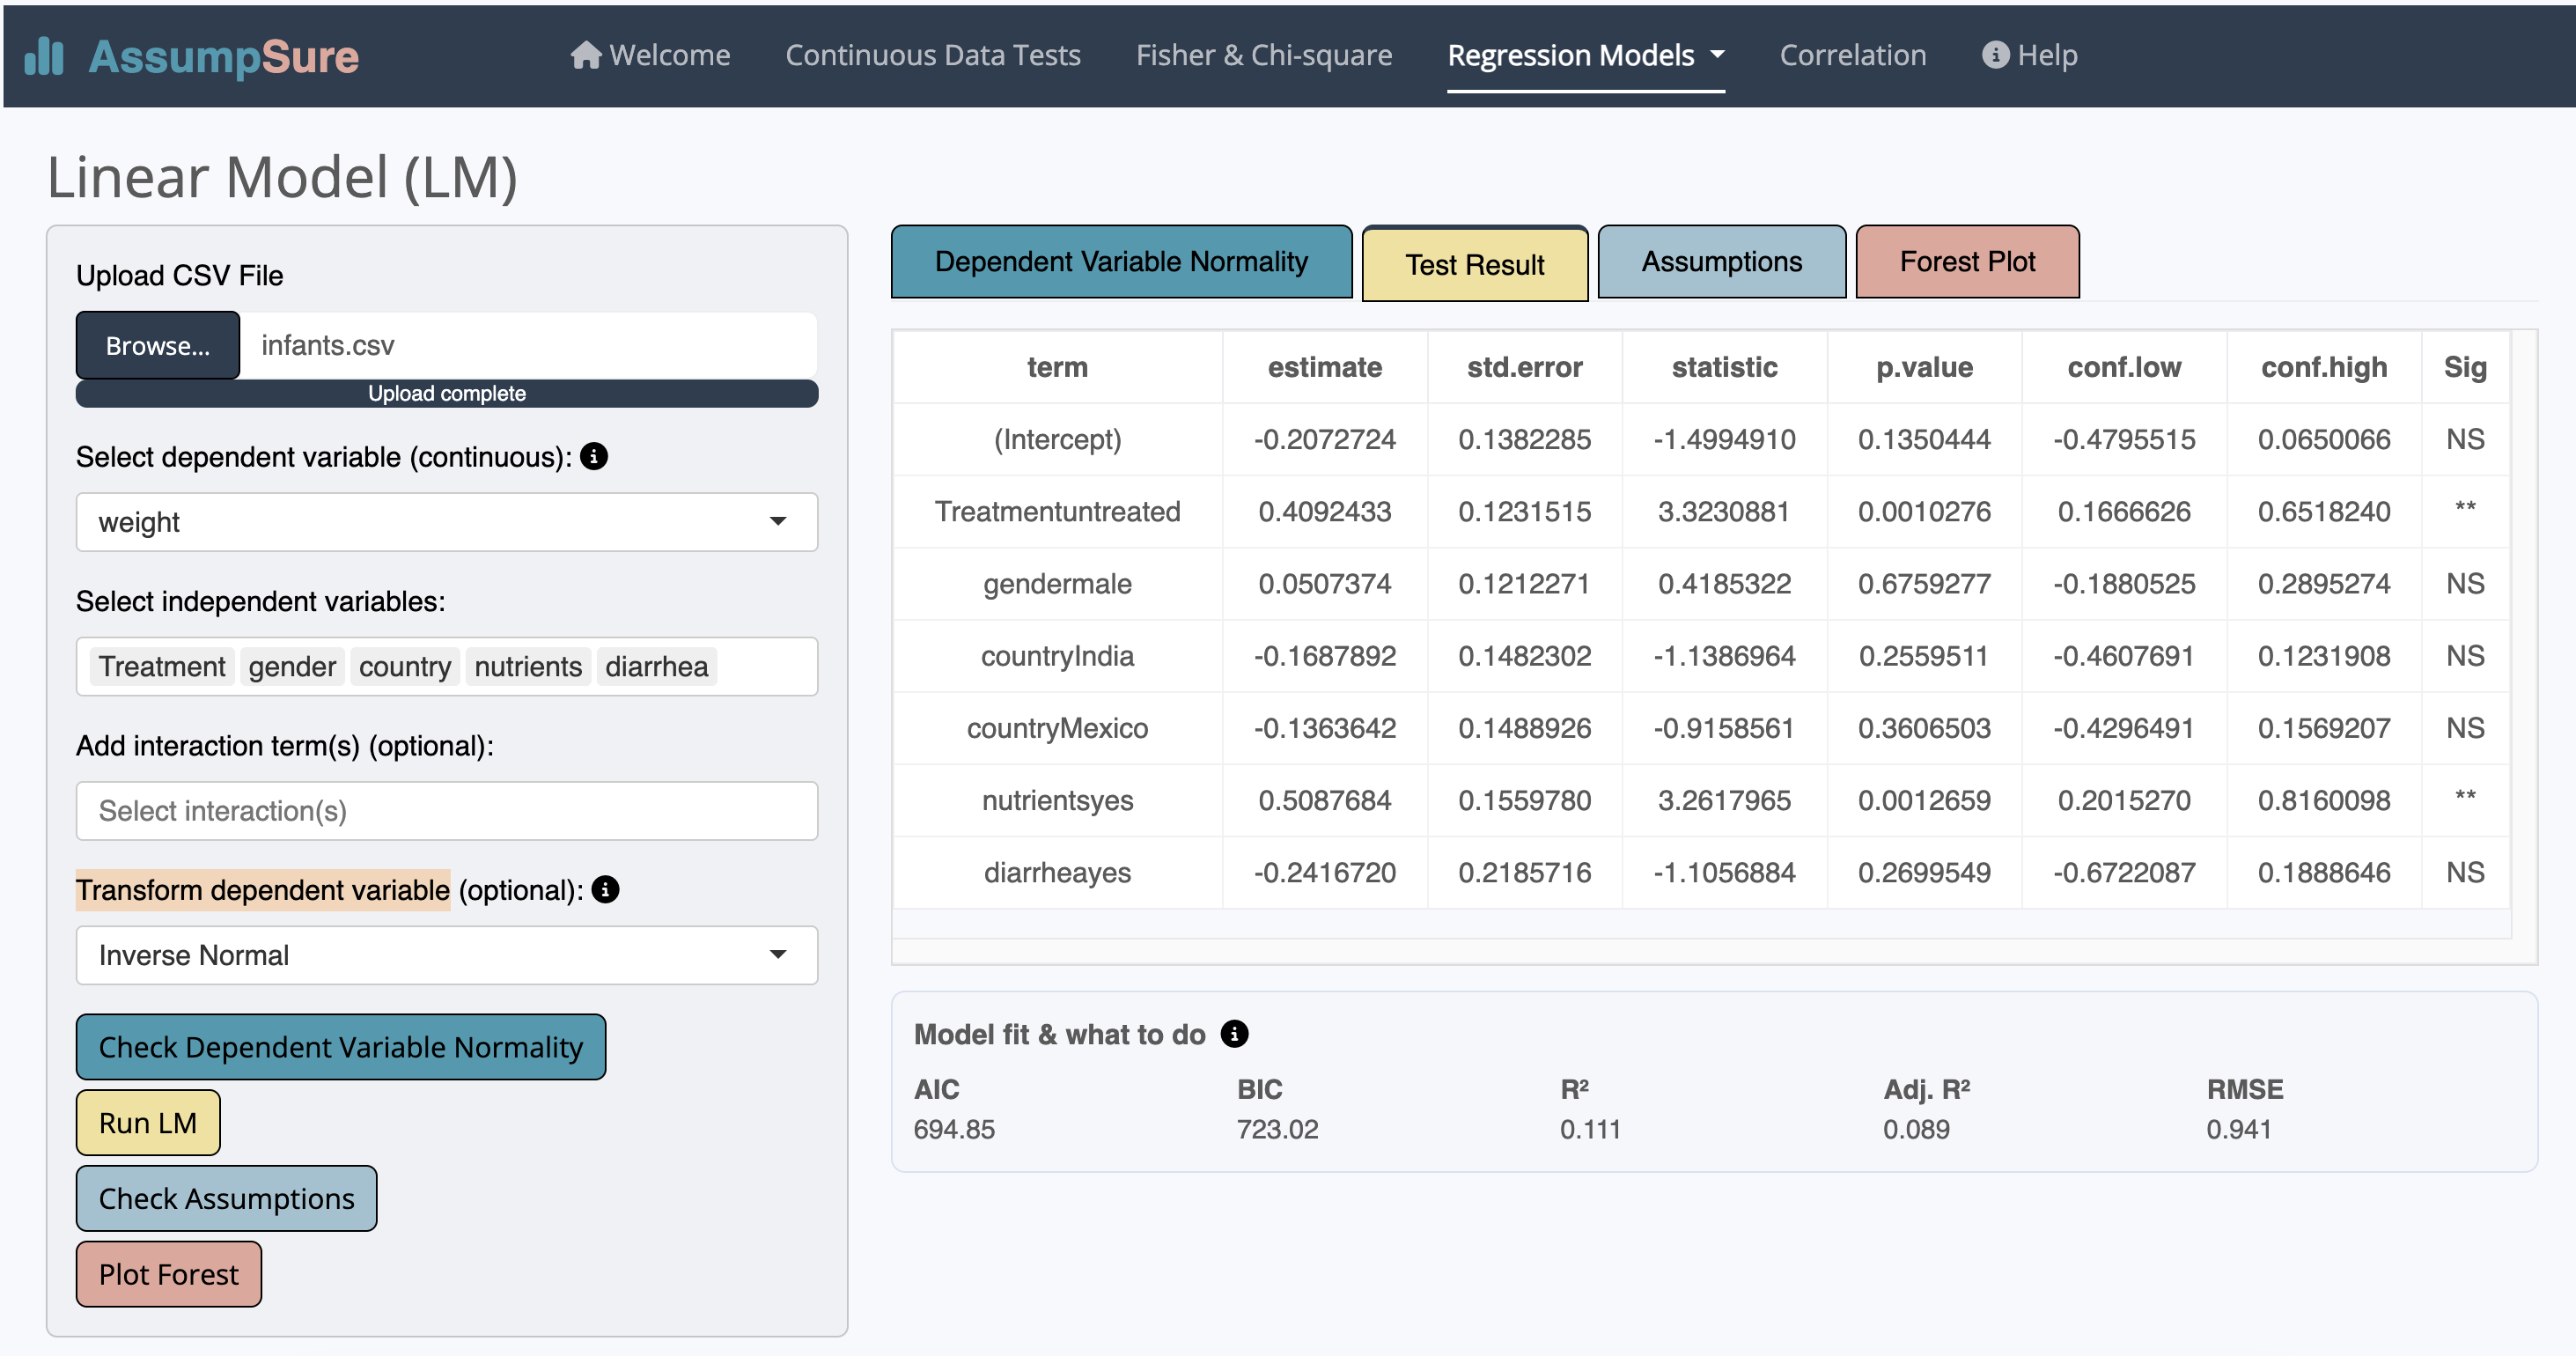 AssumpSure Welcome Continuous Data Tests Fisher & Chi-square Regression Models Correlation Help
Linear Model (LM)
Upload CSV File
Browse... infants.csv
Upload complete
Select dependent variable (continuous):
weight
Select independent variables:
Treatment gender country nutrients diarrhea
Add interaction term(s) (optional):
Select interaction(s)
Transform dependent variable (optional):
Inverse Normal
Check Dependent Variable Normality
Run LM
Check Assumptions
Plot Forest
Dependent Variable Normality Test Result Assumptions Forest Plot
term estimate std.error statistic p.value conf.low conf.high Sig
(Intercept) -0.2072724 0.1382285 -1.4994910 0.1350444 -0.4795515 0.0650066 NS
Treatmentuntreated 0.4092433 0.1231515 3.3230881 0.0010276 0.1666626 0.6518240 **
gendermale 0.0507374 0.1212271 0.4185322 0.6759277 -0.1880525 0.2895274 NS
countryIndia -0.1687892 0.1482302 -1.1386964 0.2559511 -0.4607691 0.1231908 NS
countryMexico -0.1363642 0.1488926 -0.9158561 0.3606503 -0.4296491 0.1569207 NS
nutrientsyes 0.5087684 0.1559780 3.2617965 0.0012659 0.2015270 0.8160098 **
diarrheayes -0.2416720 0.2185716 -1.1056884 0.2699549 -0.6722087 0.1888646 NS
Model fit & what to do
AIC BIC R² Adj. R² RMSE
694.85 723.02 0.111 0.089 0.941